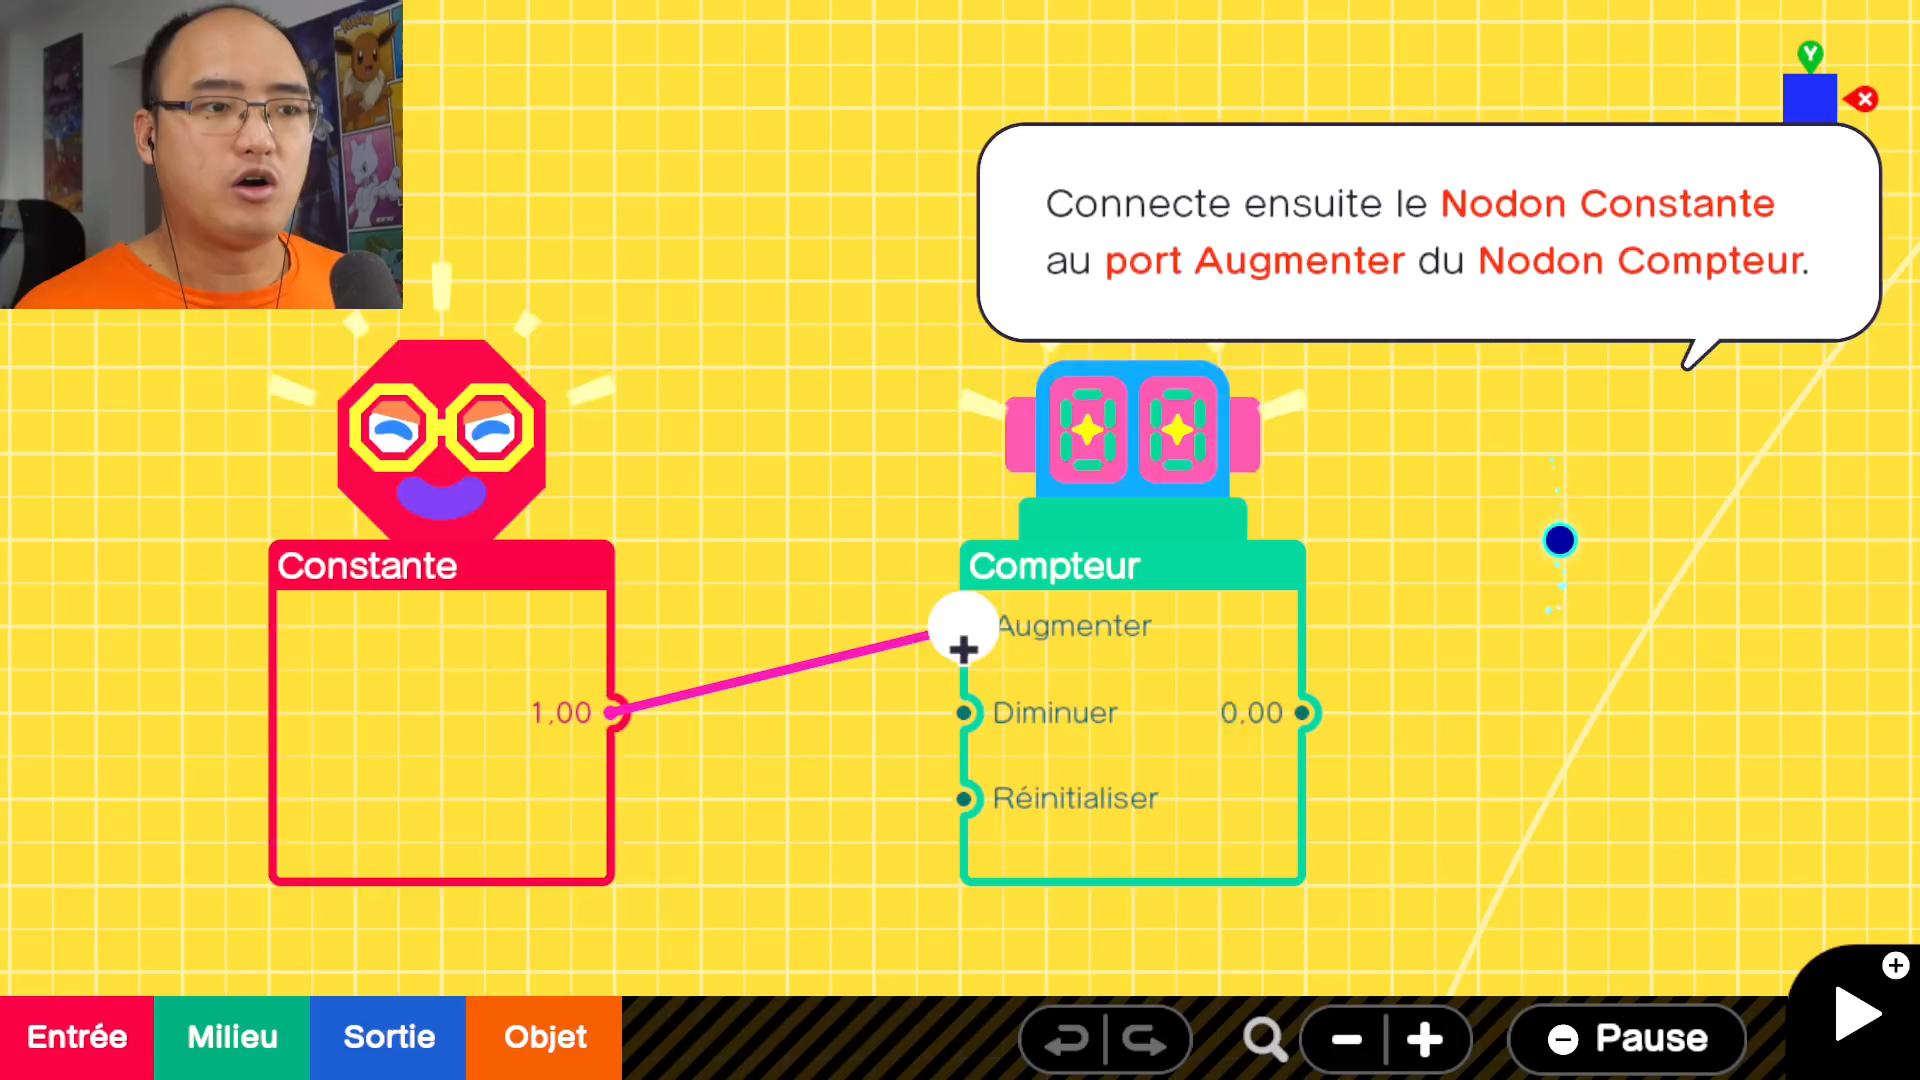 Y
Connecte ensuite le Nodon Constante
au port Augmenter du Nodon Compteur.
Constante
1,00
Compteur
Augmenter
Diminuer
0,00
Réinitialiser
Entrée
Milieu
Sortie
Objet
Pause